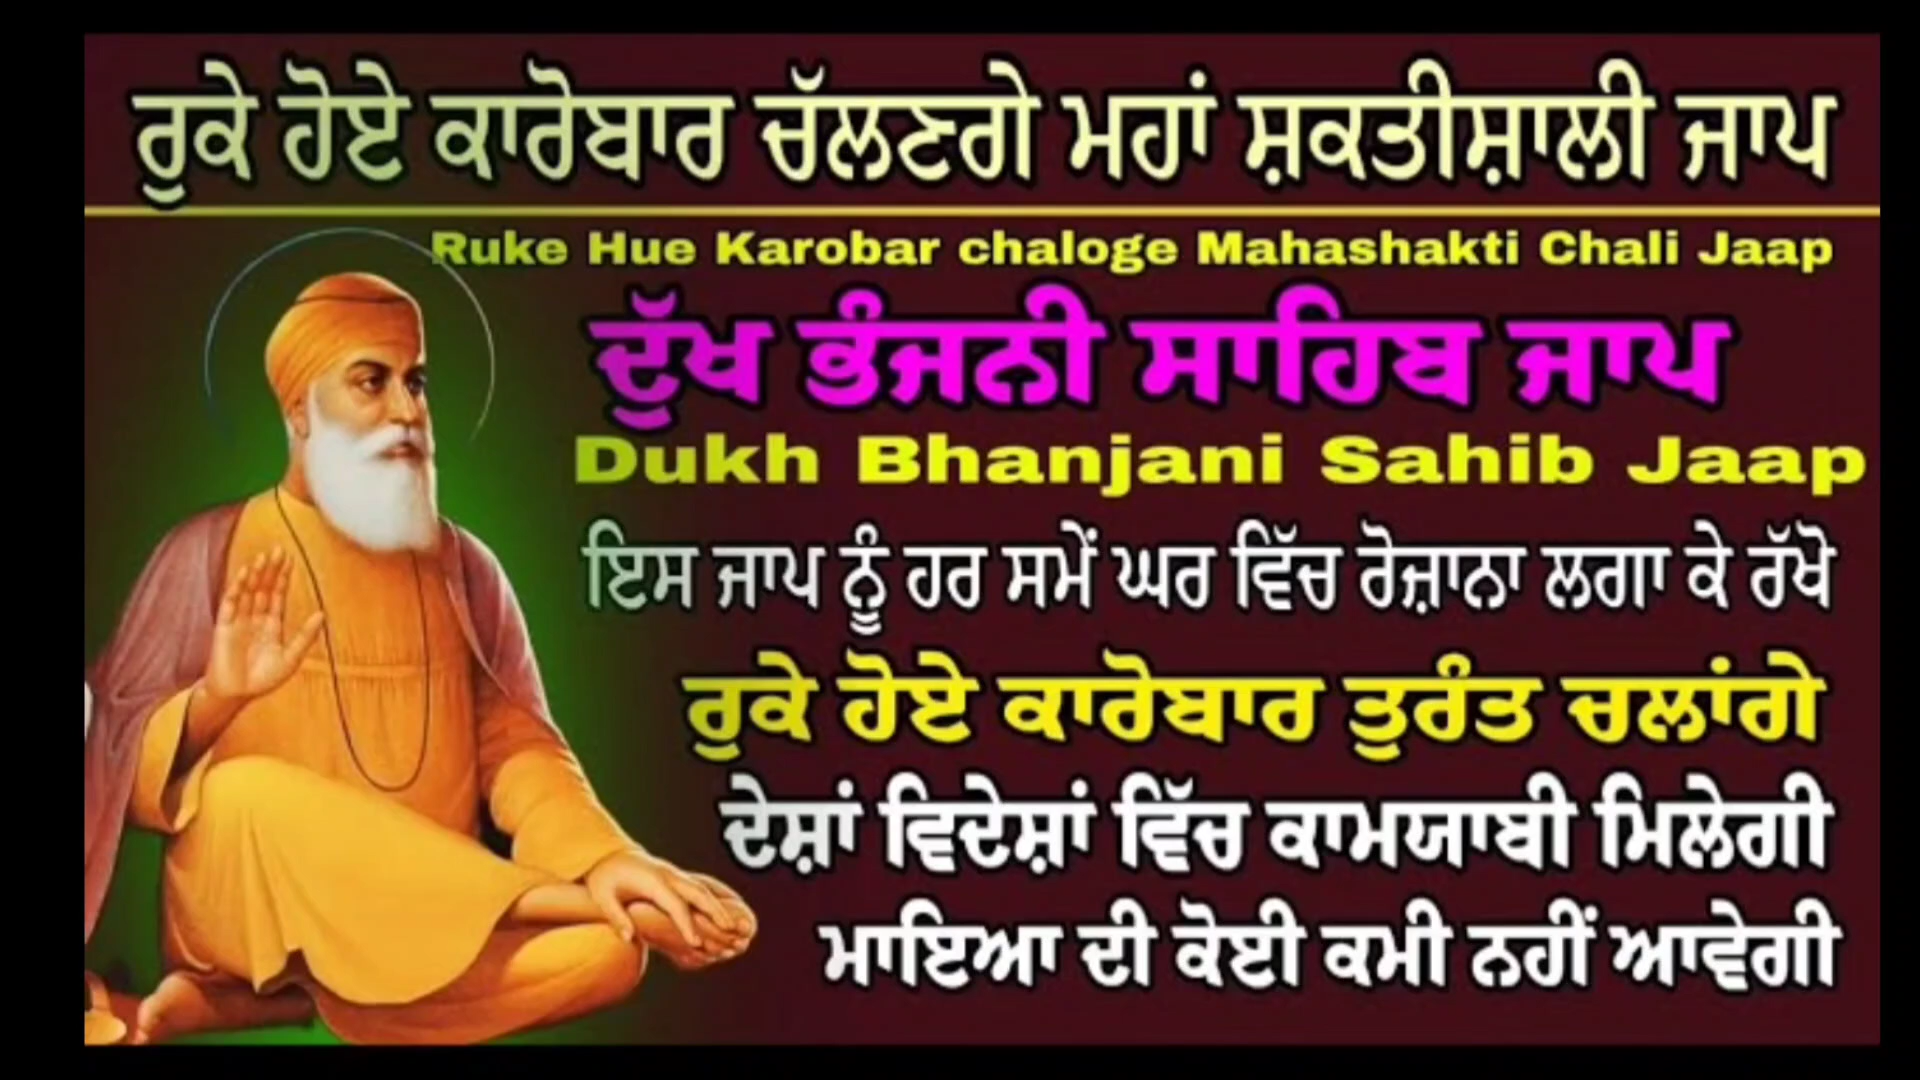 ਰੁਕੇ ਹੋਏ ਕਾਰੋਬਾਰ ਚੱਲਣਗੇ ਮਹਾਂ ਸ਼ਕਤੀਸ਼ਾਲੀ ਜਾਪ
Ruke Hue Karobar chaloge Mahashakti Chali Jaap
ਦੁੱਖ ਭੰਜਨੀ ਸਾਹਿਬ ਜਾਪ
Dukh Bhanjani Sahib Jaap
ਇਸ ਜਾਪ ਨੂੰ ਹਰ ਸਮੇਂ ਘਰ ਵਿੱਚ ਰੋਜ਼ਾਨਾ ਲਗਾ ਕੇ ਰੱਖੋ
ਰੁਕੇ ਹੋਏ ਕਾਰੋਬਾਰ ਤੁਰੰਤ ਚਲਾਂਗੇ
ਦੇਸ਼ਾਂ ਵਿਦੇਸ਼ਾਂ ਵਿੱਚ ਕਾਮਯਾਬੀ ਮਿਲੇਗੀ
ਮਾਇਆ ਦੀ ਕੋਈ ਕਮੀ ਨਹੀਂ ਆਵੇਗੀ